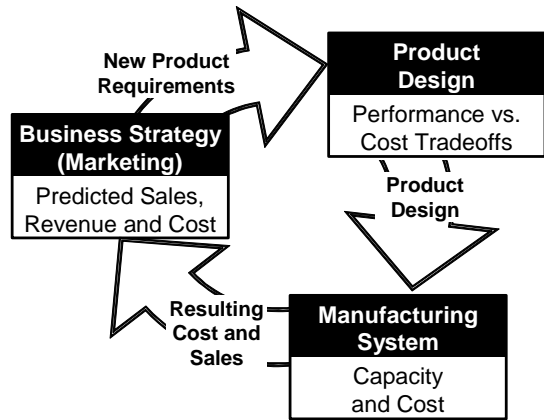 New Product
Requirements
Product
Design
Performance vs.
Cost Tradeoffs
Business Strategy
(Marketing)
Predicted Sales,
Revenue and Cost
Product
Design
Resulting
Cost and
Sales
Manufacturing
System
Capacity
and Cost